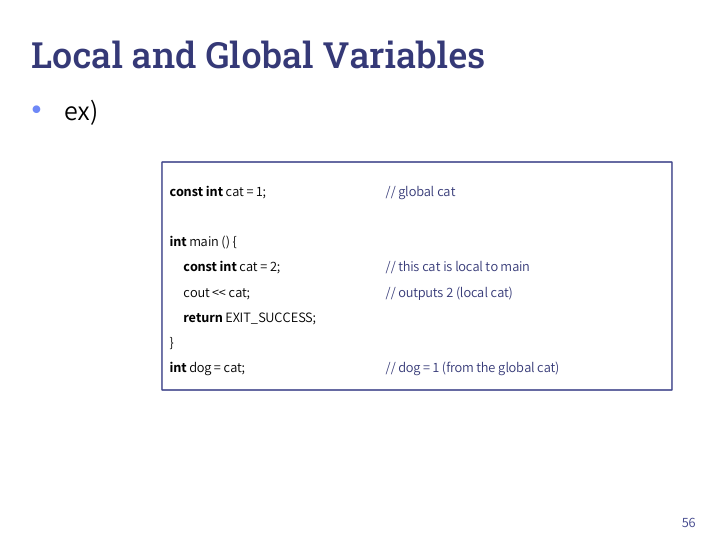 Local and Global Variables
• ex)
const int cat = 1; // global cat
int main () {
const int cat = 2; // this cat is local to main
cout << cat; // outputs 2 (local cat)
return EXIT_SUCCESS;
}
int dog = cat; // dog = 1 (from the global cat)
56